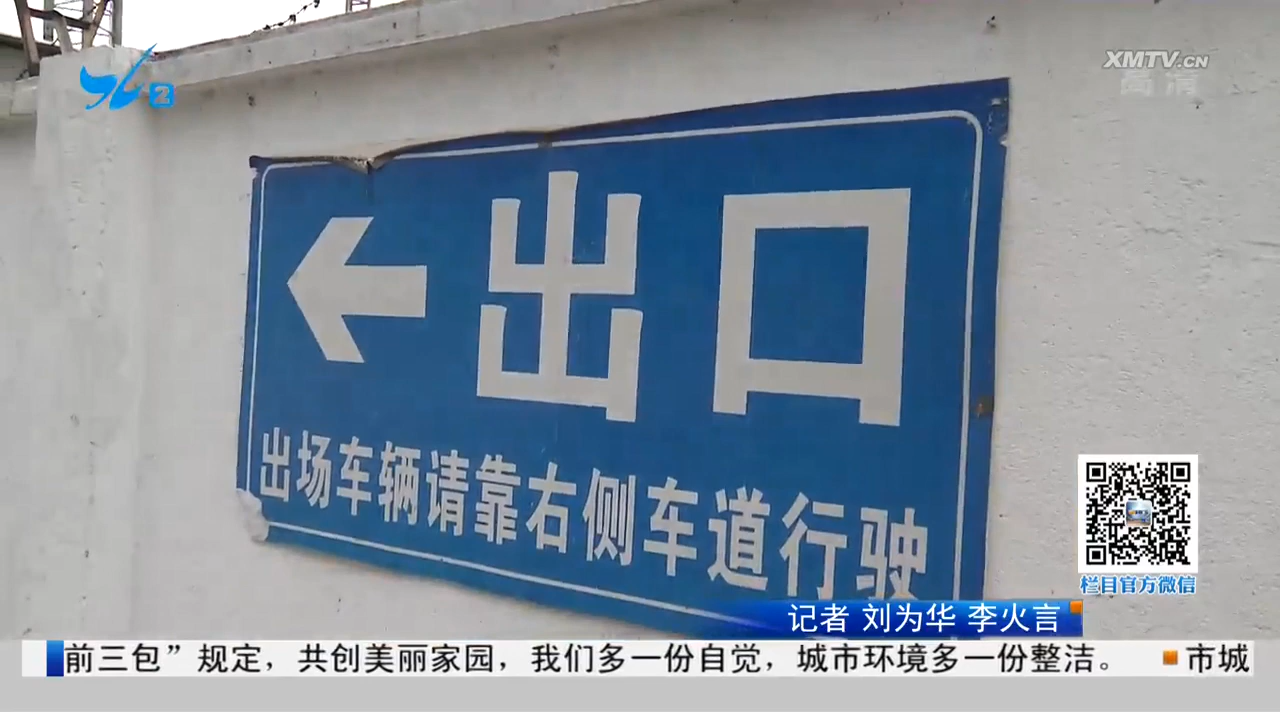 XMTV.CN
高清
2
出口
出场车辆请靠右侧车道行驶
栏目官方微信
记者 刘为华 李火言
前三包”规定，共创美丽家园，我们多一份自觉，城市环境多一份整洁。 市城